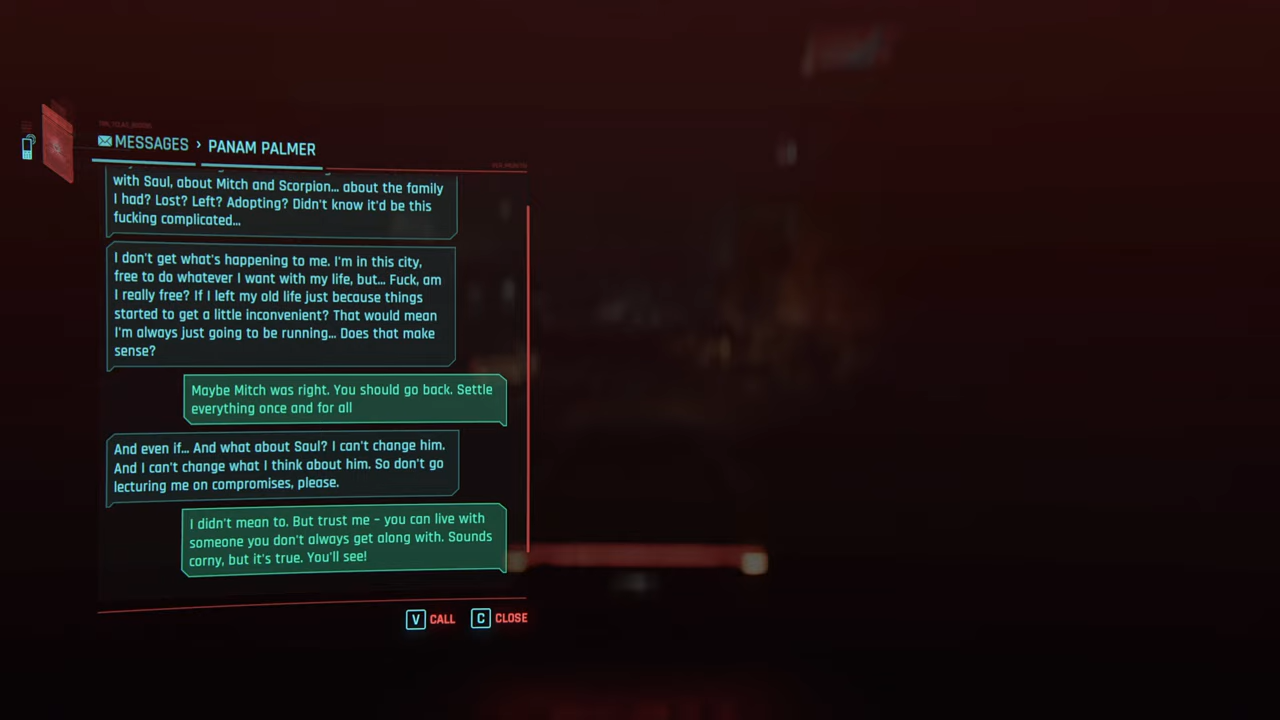 MESSAGES › PANAM PALMER
with Saul, about Mitch and Scorpion... about the family
I had? Lost? Left? Adopting? Didn't know it'd be this
fucking complicated...
I don't get what's happening to me. I'm in this city,
free to do whatever I want with my life, but... Fuck, am
I really free? If I left my old life just because things
started to get a little inconvenient? That would mean
I'm always just going to be running... Does that make
sense?
Maybe Mitch was right. You should go back. Settle
everything once and for all
And even if... And what about Saul? I can't change him.
And I can't change what I think about him. So don't go
lecturing me on compromises, please.
I didn't mean to. But trust me – you can live with
someone you don't always get along with. Sounds
corny, but it's true. You'll see!
V CALL C CLOSE